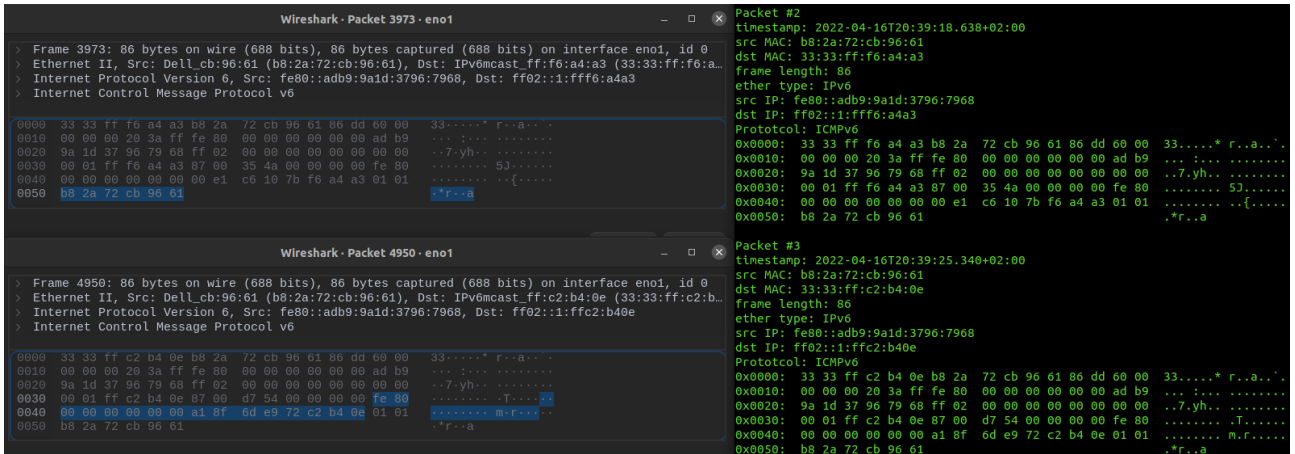 Wireshark · Packet 3973 · eno1
> Frame 3973: 86 bytes on wire (688 bits), 86 bytes captured (688 bits) on interface eno1, id 0
> Ethernet II, Src: Dell_cb:96:61 (b8:2a:72:cb:96:61), Dst: IPv6mcast_ff:f6:a4:a3 (33:33:ff:f6:a…
> Internet Protocol Version 6, Src: fe80::adb9:9a1d:3796:7968, Dst: ff02::1:fff6:a4a3
> Internet Control Message Protocol v6
0000 33 33 ff f6 a4 a3 b8 2a 72 cb 96 61 86 dd 60 00 33·····* r··a··`·
0010 00 00 00 20 3a ff fe 80 00 00 00 00 00 00 ad b9 ··· :··· ········
0020 9a 1d 37 96 79 68 ff 02 00 00 00 00 00 00 00 00 ··7·yh·· ········
0030 00 01 ff f6 a4 a3 87 00 35 4a 00 00 00 00 fe 80 ········ 5J······
0040 00 00 00 00 00 00 e1 c6 10 7b f6 a4 a3 01 01 ········ ··{·····
0050 b8 2a 72 cb 96 61 ·*r··a
Wireshark · Packet 4950 · eno1
> Frame 4950: 86 bytes on wire (688 bits), 86 bytes captured (688 bits) on interface eno1, id 0
> Ethernet II, Src: Dell_cb:96:61 (b8:2a:72:cb:96:61), Dst: IPv6mcast_ff:c2:b4:0e (33:33:ff:c2:b…
> Internet Protocol Version 6, Src: fe80::adb9:9a1d:3796:7968, Dst: ff02::1:ffc2:b40e
> Internet Control Message Protocol v6
0000 33 33 ff c2 b4 0e b8 2a 72 cb 96 61 86 dd 60 00 33·····* r··a··`·
0010 00 00 00 20 3a ff fe 80 00 00 00 00 00 00 ad b9 ··· :··· ········
0020 9a 1d 37 96 79 68 ff 02 00 00 00 00 00 00 00 00 ··7·yh·· ········
0030 00 01 ff c2 b4 0e 87 00 d7 54 00 00 00 00 fe 80 ········ ·T······
0040 00 00 00 00 00 00 a1 8f 6d e9 72 c2 b4 0e 01 01 ········ m·r·····
0050 b8 2a 72 cb 96 61 ·*r··a
Packet #2
timestamp: 2022-04-16T20:39:18.638+02:00
src MAC: b8:2a:72:cb:96:61
dst MAC: 33:33:ff:f6:a4:a3
frame length: 86
ether type: IPv6
src IP: fe80::adb9:9a1d:3796:7968
dst IP: ff02::1:fff6:a4a3
Prototcol: ICMPv6
0x0000: 33 33 ff f6 a4 a3 b8 2a 72 cb 96 61 86 dd 60 00 33.....* r..a..`.
0x0010: 00 00 00 20 3a ff fe 80 00 00 00 00 00 00 ad b9 ... :... ........
0x0020: 9a 1d 37 96 79 68 ff 02 00 00 00 00 00 00 00 00 ..7.yh.. ........
0x0030: 00 01 ff f6 a4 a3 87 00 35 4a 00 00 00 00 fe 80 ........ 5J......
0x0040: 00 00 00 00 00 00 00 e1 c6 10 7b f6 a4 a3 01 01 ........ ..{.....
0x0050: b8 2a 72 cb 96 61 .*r..a
Packet #3
timestamp: 2022-04-16T20:39:25.340+02:00
src MAC: b8:2a:72:cb:96:61
dst MAC: 33:33:ff:c2:b4:0e
frame length: 86
ether type: IPv6
src IP: fe80::adb9:9a1d:3796:7968
dst IP: ff02::1:ffc2:b40e
Prototcol: ICMPv6
0x0000: 33 33 ff c2 b4 0e b8 2a 72 cb 96 61 86 dd 60 00 33.....* r..a..`.
0x0010: 00 00 00 20 3a ff fe 80 00 00 00 00 00 00 ad b9 ... :... ........
0x0020: 9a 1d 37 96 79 68 ff 02 00 00 00 00 00 00 00 00 ..7.yh.. ........
0x0030: 00 01 ff c2 b4 0e 87 00 d7 54 00 00 00 00 fe 80 ........ .T......
0x0040: 00 00 00 00 00 00 a1 8f 6d e9 72 c2 b4 0e 01 01 ........ m.r.....
0x0050: b8 2a 72 cb 96 61 .*r..a